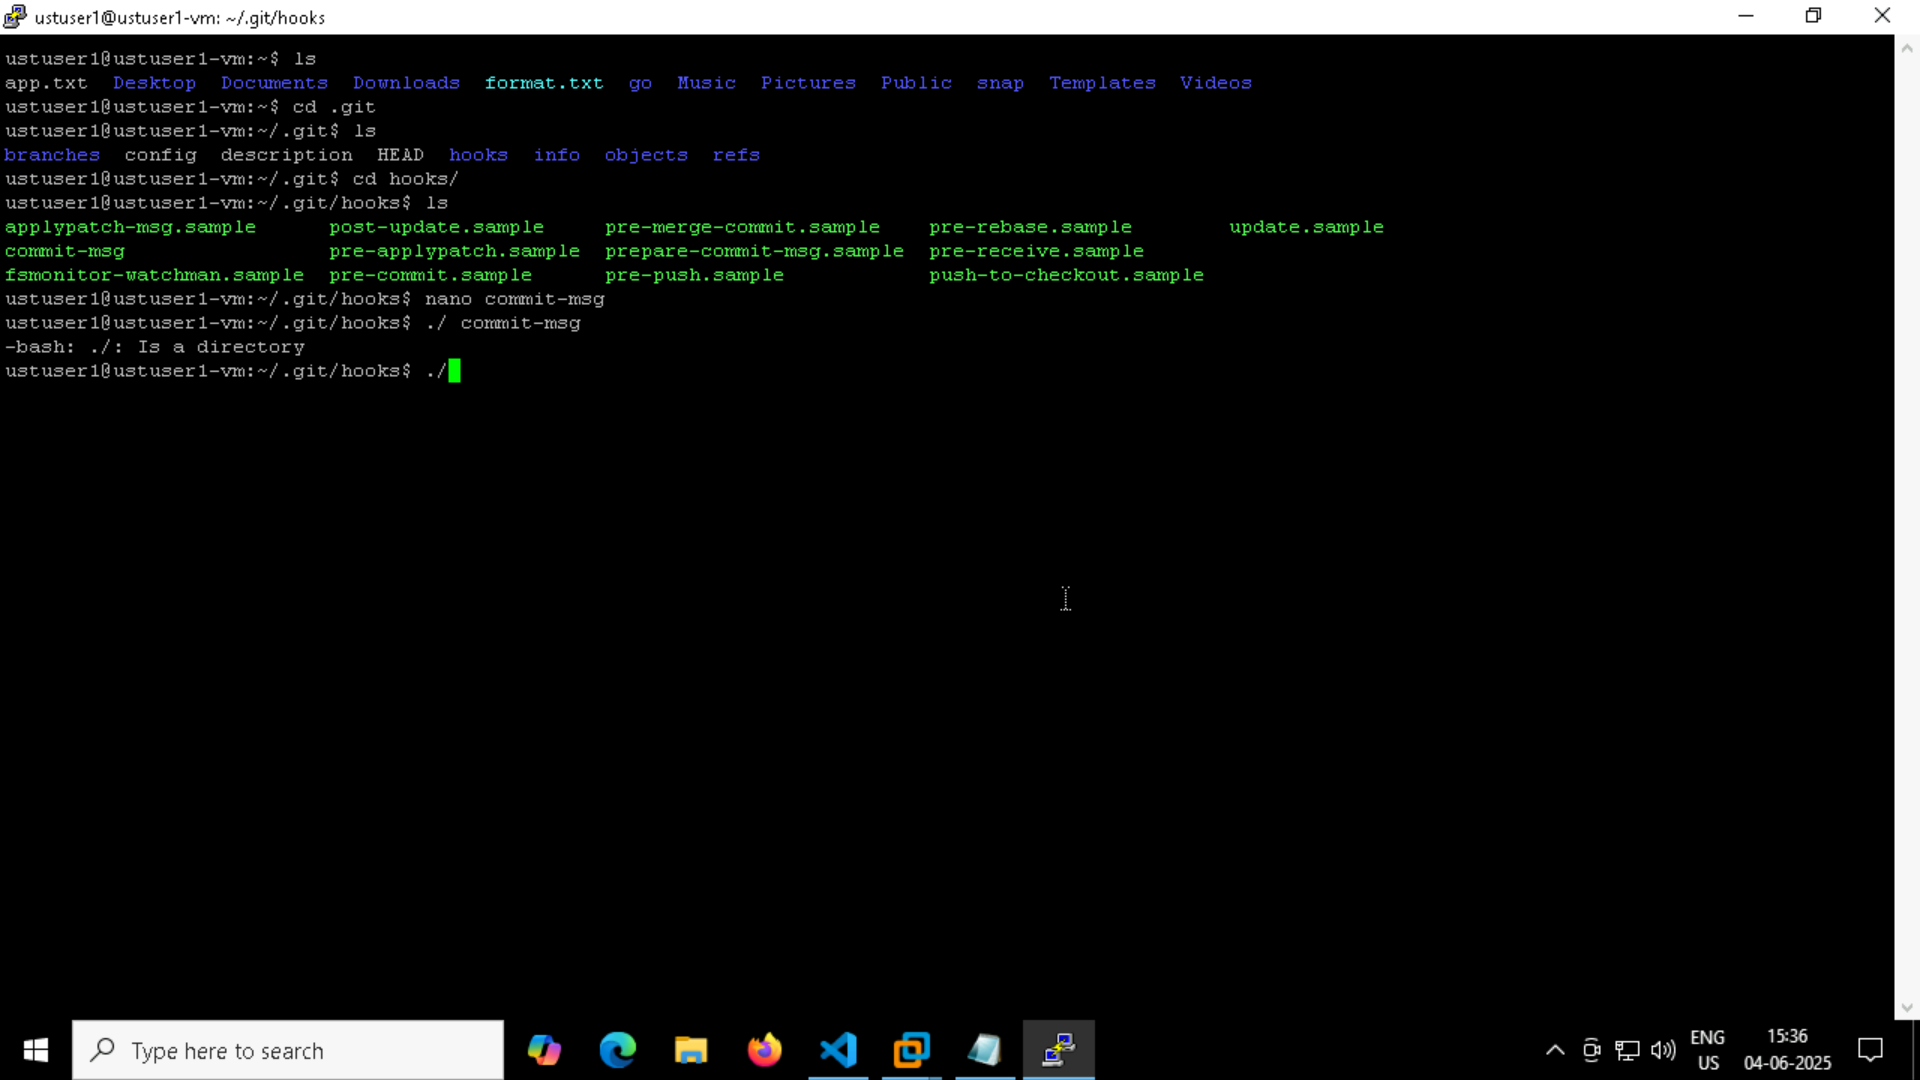 ustuser1@ustuser1-vm: ~/.git/hooks
ustuser1@ustuser1-vm:~$ ls
app.txt  Desktop  Documents  Downloads  format.txt  go  Music  Pictures  Public  snap  Templates  Videos
ustuser1@ustuser1-vm:~$ cd .git
ustuser1@ustuser1-vm:~/.git$ ls
branches  config  description  HEAD  hooks  info  objects  refs
ustuser1@ustuser1-vm:~/.git$ cd hooks/
ustuser1@ustuser1-vm:~/.git/hooks$ ls
applypatch-msg.sample      post-update.sample     pre-merge-commit.sample    pre-rebase.sample        update.sample
commit-msg                 pre-applypatch.sample  prepare-commit-msg.sample  pre-receive.sample
fsmonitor-watchman.sample  pre-commit.sample      pre-push.sample            push-to-checkout.sample
ustuser1@ustuser1-vm:~/.git/hooks$ nano commit-msg
ustuser1@ustuser1-vm:~/.git/hooks$ ./ commit-msg
-bash: ./: Is a directory
ustuser1@ustuser1-vm:~/.git/hooks$ ./
Type here to search
ENG
US
15:36
04-06-2025